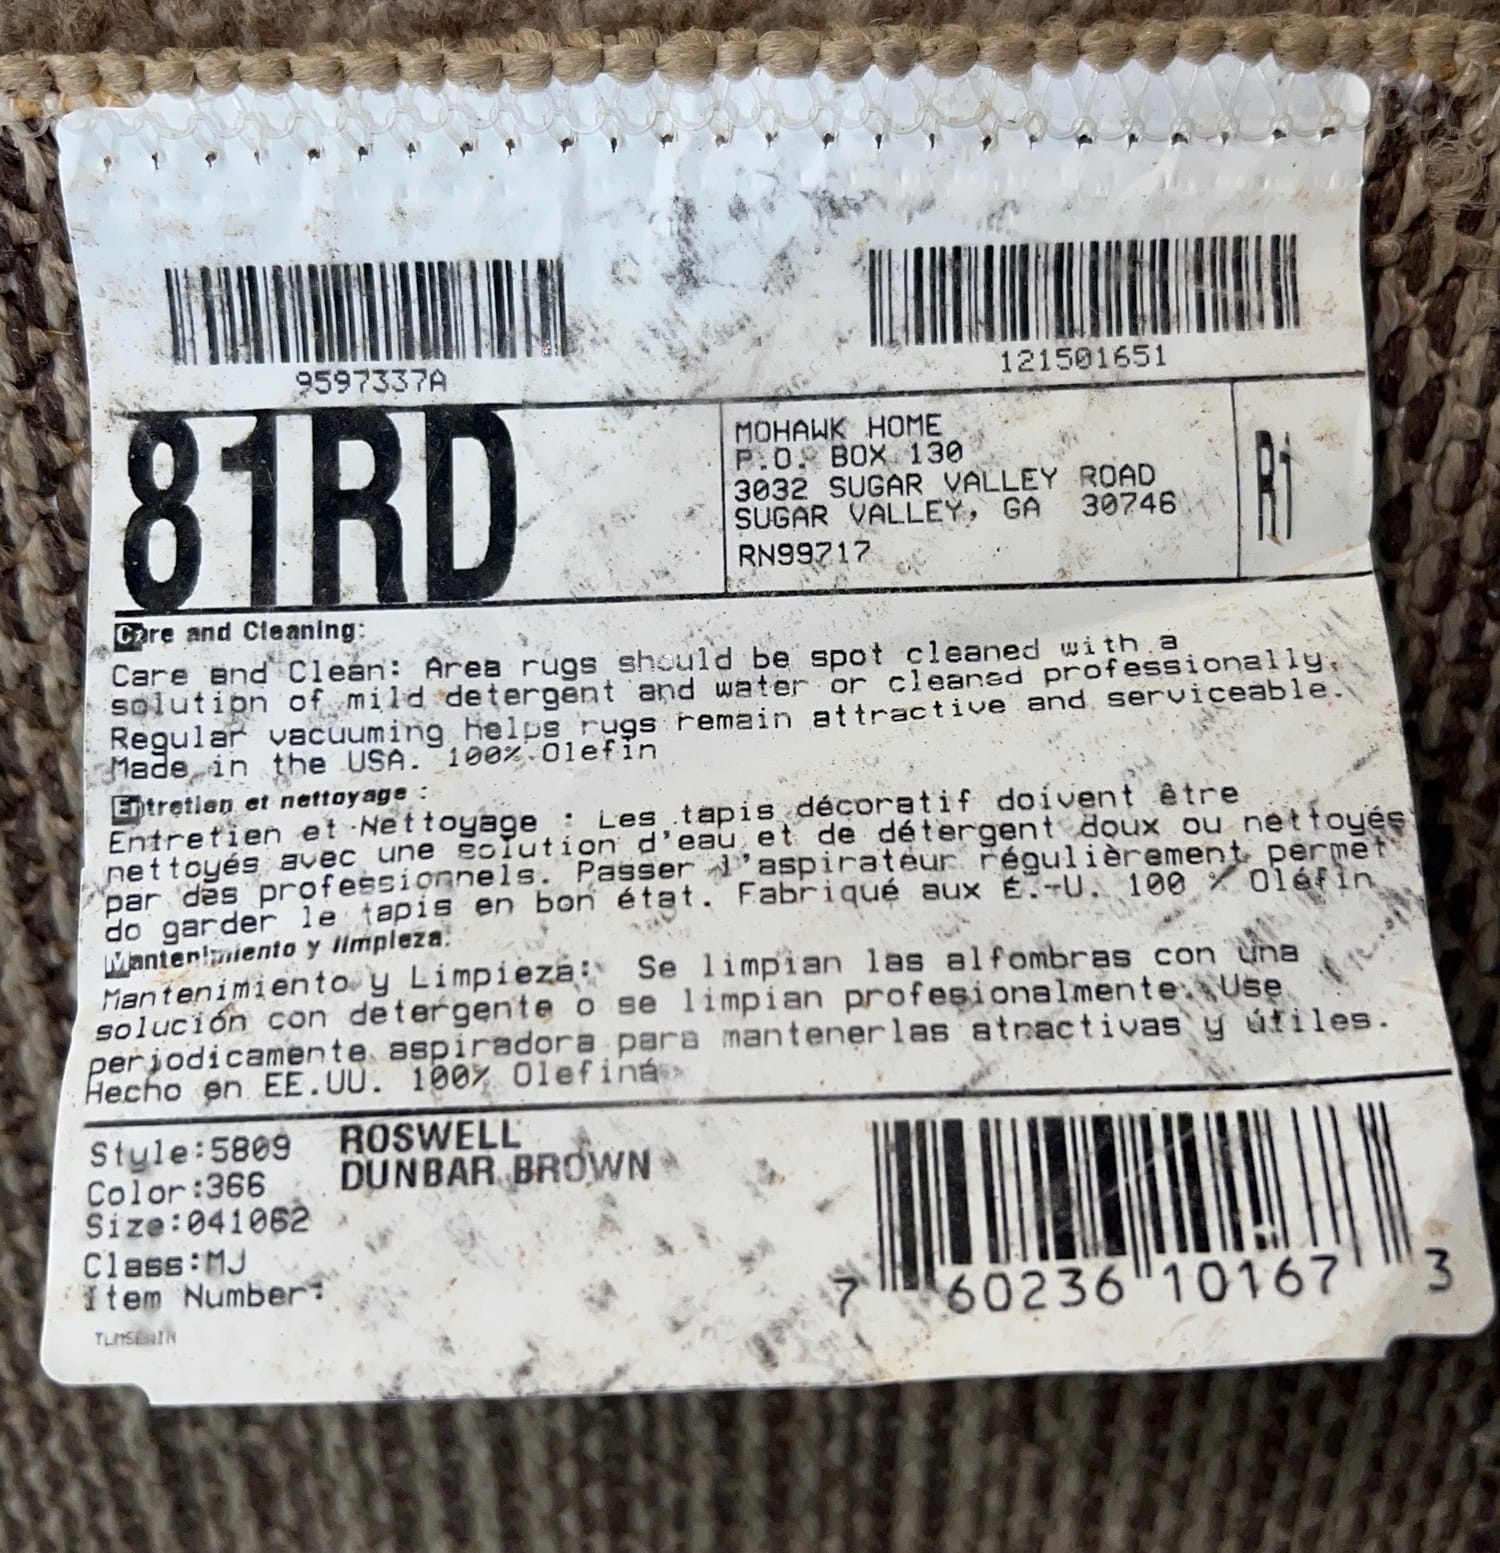 9597337A
121501651
81RD
MOHAWK HOME
P.O. BOX 130
3032 SUGAR VALLEY ROAD
SUGAR VALLEY, GA 30746
RN99717
R1
Care and Cleaning:
Care and Clean: Area rugs should be spot cleaned with a
solution of mild detergent and water or cleaned professionally.
Regular vacuuming helps rugs remain attractive and serviceable.
Made in the USA. 100% Olefin
Entretien et nettoyage :
Entretien et Nettoyage : Les tapis décoratif doivent être
nettoyés avec une solution d'eau et de détergent doux ou nettoyés
par des professionnels. Passer l'aspirateur régulièrement permet
do garder le tapis en bon état. Fabriqué aux É.-U. 100 % Oléfin
Mantenimiento y limpieza:
Mantenimiento y Limpieza: Se limpian las alfombras con una
solución con detergente o se limpian profesionalmente. Use
periodicamente aspiradora para mantenerlas atractivas y útiles.
Hecho en EE.UU. 100% Olefina
Style:5809 ROSWELL
Color:366 DUNBAR BROWN
Size:041062
Class:MJ
Item Number:
7 60236 10167 3